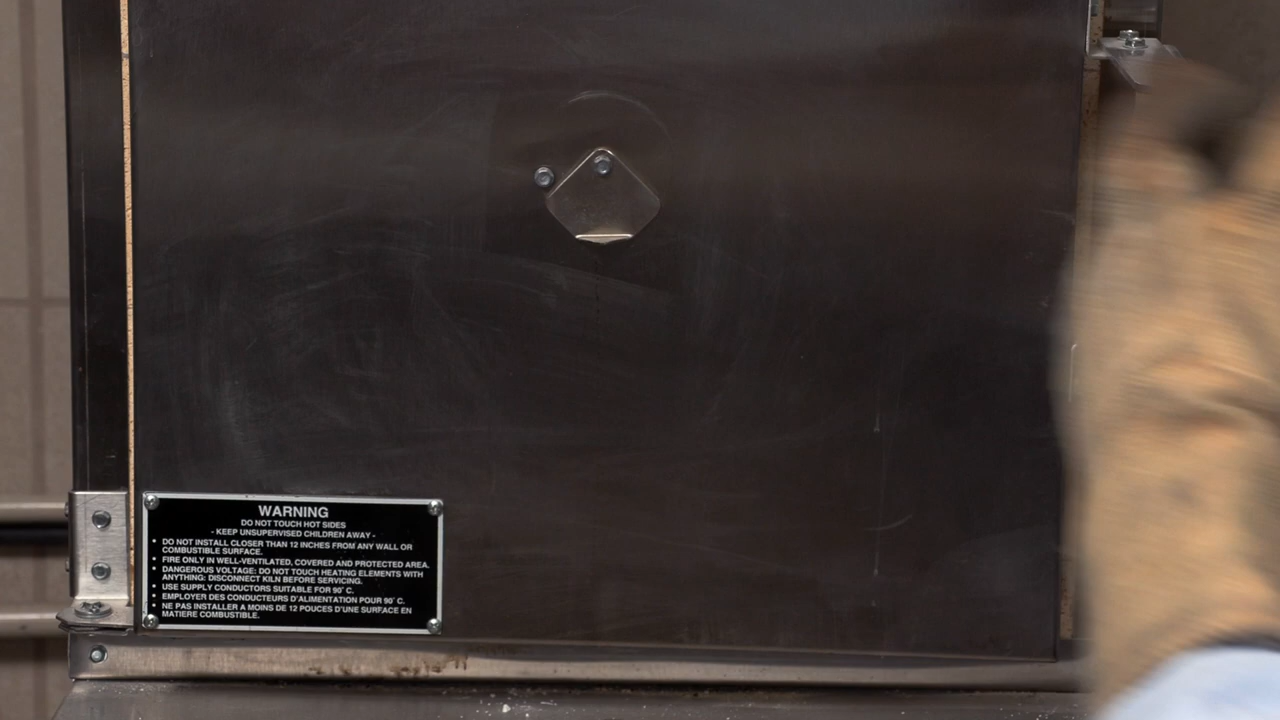 WARNING
DO NOT TOUCH HOT SIDES
- KEEP UNSUPERVISED CHILDREN AWAY -
• DO NOT INSTALL CLOSER THAN 12 INCHES FROM ANY WALL OR
COMBUSTIBLE SURFACE.
• FIRE ONLY IN WELL-VENTILATED, COVERED AND PROTECTED AREA.
• DANGEROUS VOLTAGE: DO NOT TOUCH HEATING ELEMENTS WITH
ANYTHING: DISCONNECT KILN BEFORE SERVICING.
• USE SUPPLY CONDUCTORS SUITABLE FOR 90° C.
• EMPLOYER DES CONDUCTEURS D'ALIMENTATION POUR 90° C.
• NE PAS INSTALLER A MOINS DE 12 POUCES D'UNE SURFACE EN
MATIERE COMBUSTIBLE.